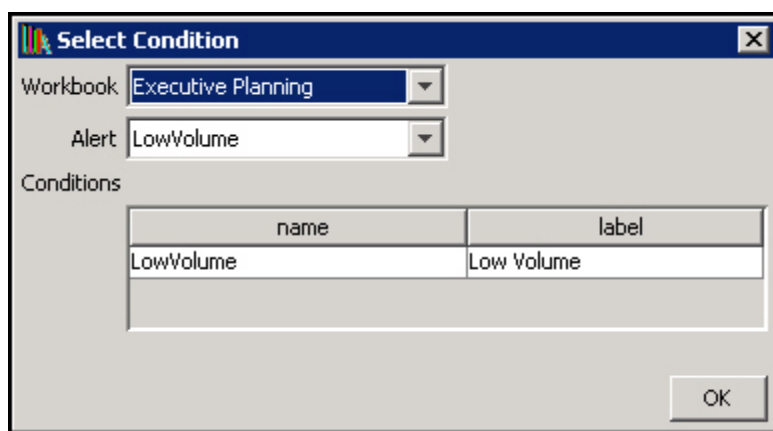 Select Condition
Workbook Executive Planning
Alert LowVolume
Conditions
name label
LowVolume Low Volume
OK